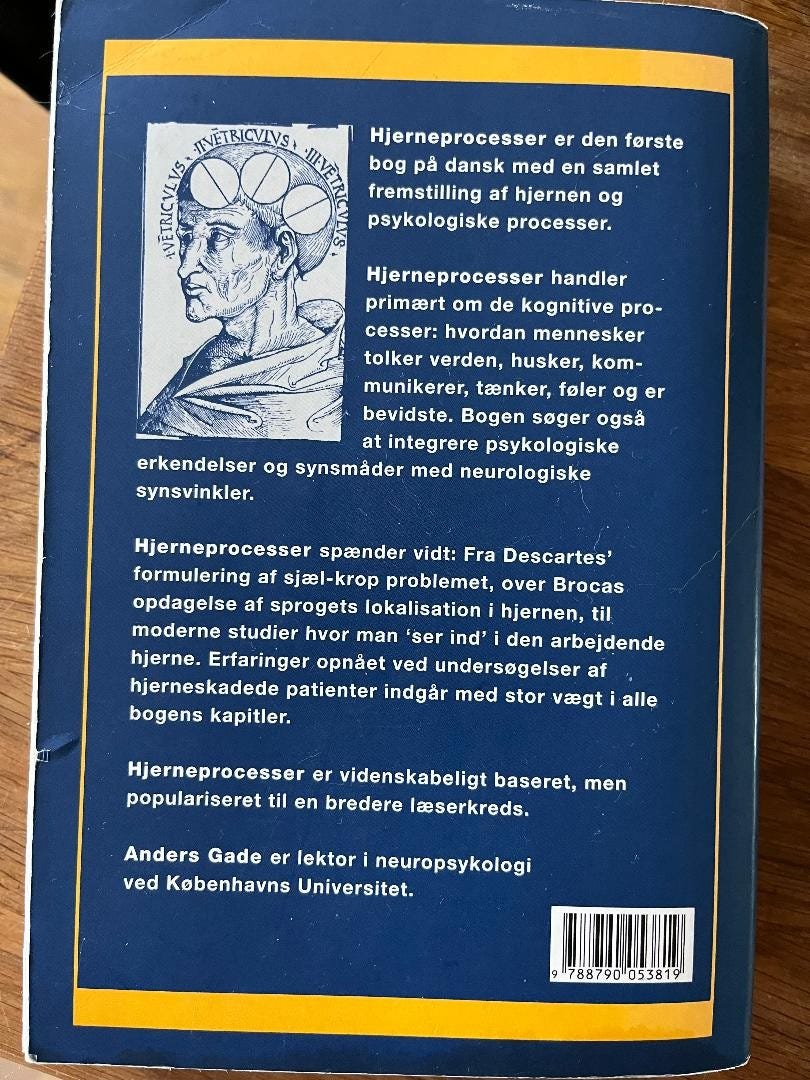 ·IVĒTRICVLVS· ·II·VĒTRICVLVS· ·III·VĒTRICVLVS·
Hjerneprocesser er den første
bog på dansk med en samlet
fremstilling af hjernen og
psykologiske processer.
Hjerneprocesser handler
primært om de kognitive pro-
cesser: hvordan mennesker
tolker verden, husker, kom-
munikerer, tænker, føler og er
bevidste. Bogen søger også
at integrere psykologiske
erkendelser og synsmåder med neurologiske
synsvinkler.
Hjerneprocesser spænder vidt: Fra Descartes’
formulering af sjæl-krop problemet, over Brocas
opdagelse af sprogets lokalisation i hjernen, til
moderne studier hvor man ‘ser ind’ i den arbejdende
hjerne. Erfaringer opnået ved undersøgelser af
hjerneskadede patienter indgår med stor vægt i alle
bogens kapitler.
Hjerneprocesser er videnskabeligt baseret, men
populariseret til en bredere læserkreds.
Anders Gade er lektor i neuropsykologi
ved Københavns Universitet.
9 788790 053819